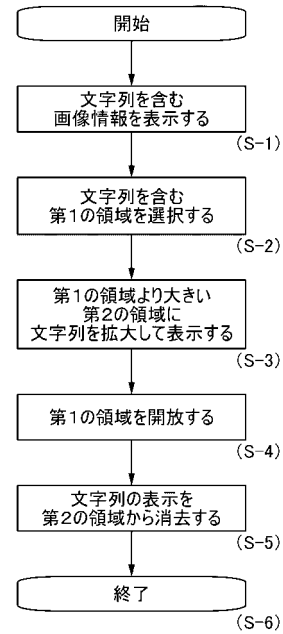 開始
文字列を含む
画像情報を表示する
(S-1)
文字列を含む
第1の領域を選択する
(S-2)
第1の領域より大きい
第2の領域に
文字列を拡大して表示する
(S-3)
第1の領域を開放する
(S-4)
文字列の表示を
第2の領域から消去する
(S-5)
終了
(S-6)